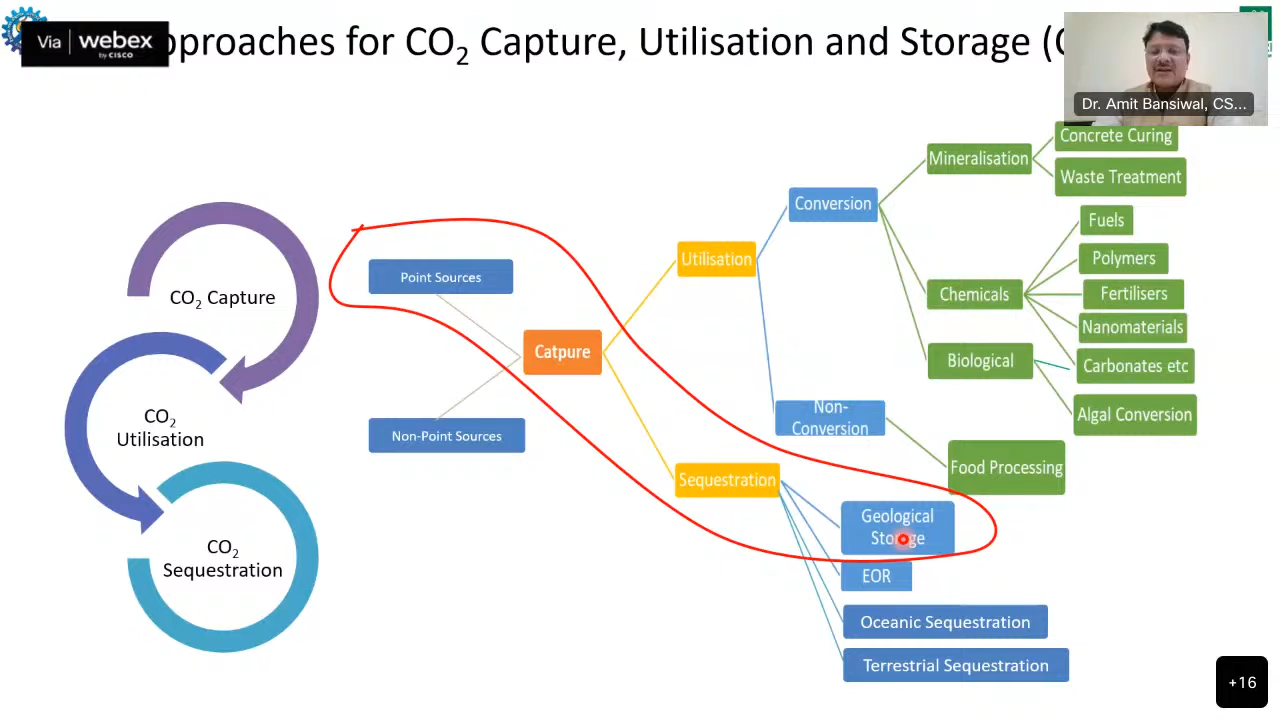 Via webex
by CISCO
pproaches for CO₂ Capture, Utilisation and Storage (
Dr. Amit Bansiwal, CS...
Concrete Curing
Mineralisation
Waste Treatment
Conversion
Fuels
Utilisation
Polymers
Point Sources
CO₂ Capture
Chemicals
Fertilisers
Nanomaterials
Catpure
Biological
Carbonates etc
CO₂
Utilisation
Non-
Conversion
Algal Conversion
Non-Point Sources
Food Processing
Sequestration
Geological
Storage
CO₂
Sequestration
EOR
Oceanic Sequestration
Terrestrial Sequestration
+16